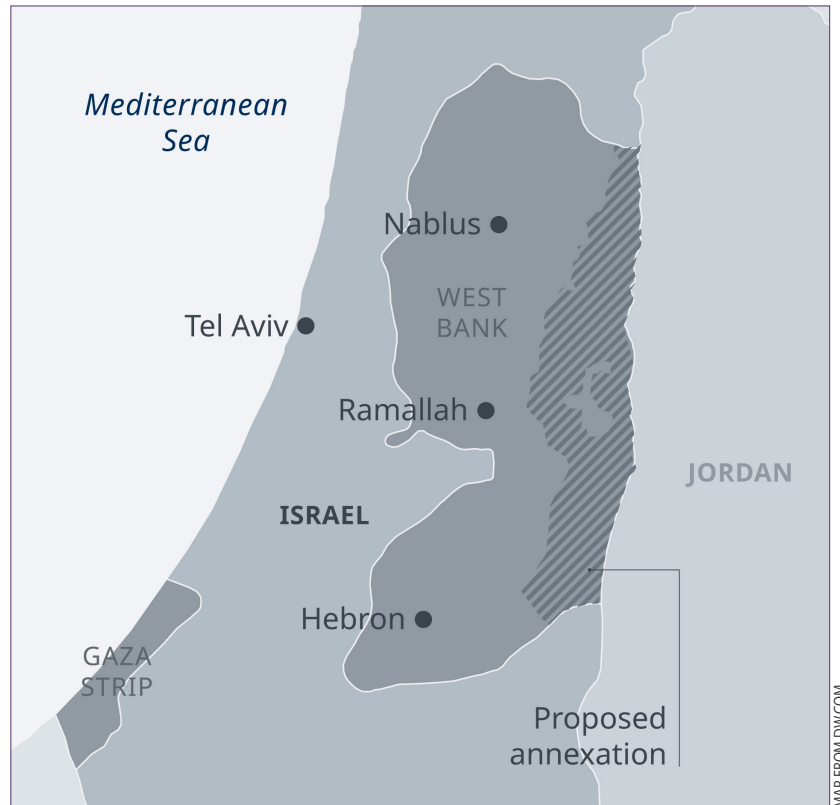 Mediterranean
Sea
Nablus
WEST
BANK
Tel Aviv
Ramallah
JORDAN
ISRAEL
Hebron
GAZA
STRIP
Proposed
annexation
MAP FROM DW.COM